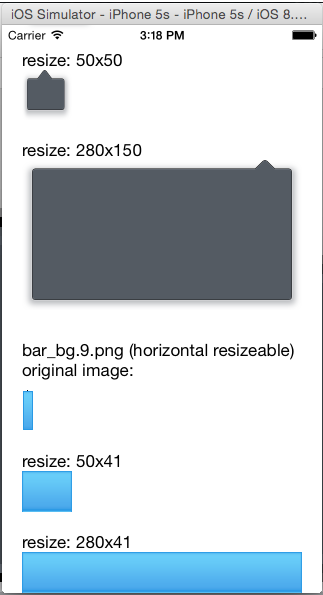 iOS Simulator - iPhone 5s - iPhone 5s / iOS 8....
Carrier 3:18 PM
resize: 50x50
resize: 280x150
bar_bg.9.png (horizontal resizeable)
original image:
resize: 50x41
resize: 280x41